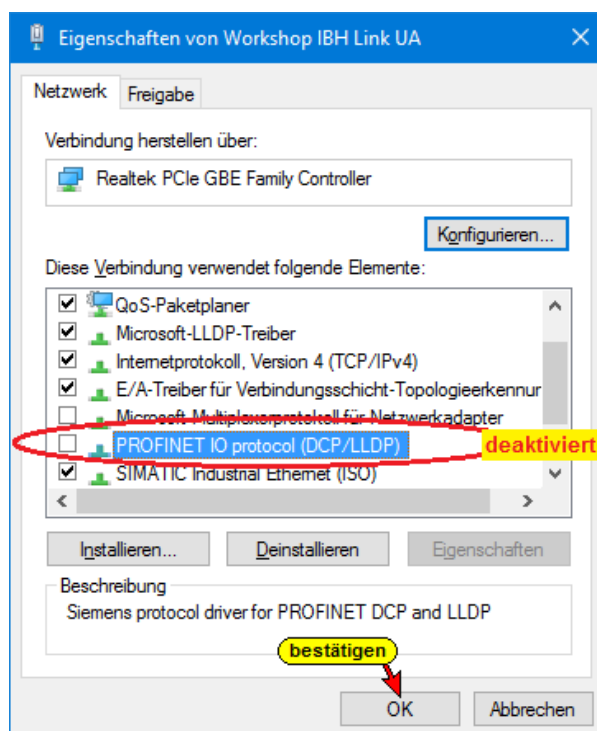 Eigenschaften von Workshop IBH Link UA
Netzwerk Freigabe
Verbindung herstellen über:
Realtek PCIe GBE Family Controller
Konfigurieren...
Diese Verbindung verwendet folgende Elemente:
QoS-Paketplaner
Microsoft-LLDP-Treiber
Internetprotokoll, Version 4 (TCP/IPv4)
E/A-Treiber für Verbindungsschicht-Topologieerkennur
Microsoft-Multiplexorprotokoll für Netzwerkadapter
PROFINET IO protocol (DCP/LLDP) deaktiviert
SIMATIC Industrial Ethernet (ISO)
Installieren... Deinstallieren Eigenschaften
Beschreibung
Siemens protocol driver for PROFINET DCP and LLDP
bestätigen
OK Abbrechen